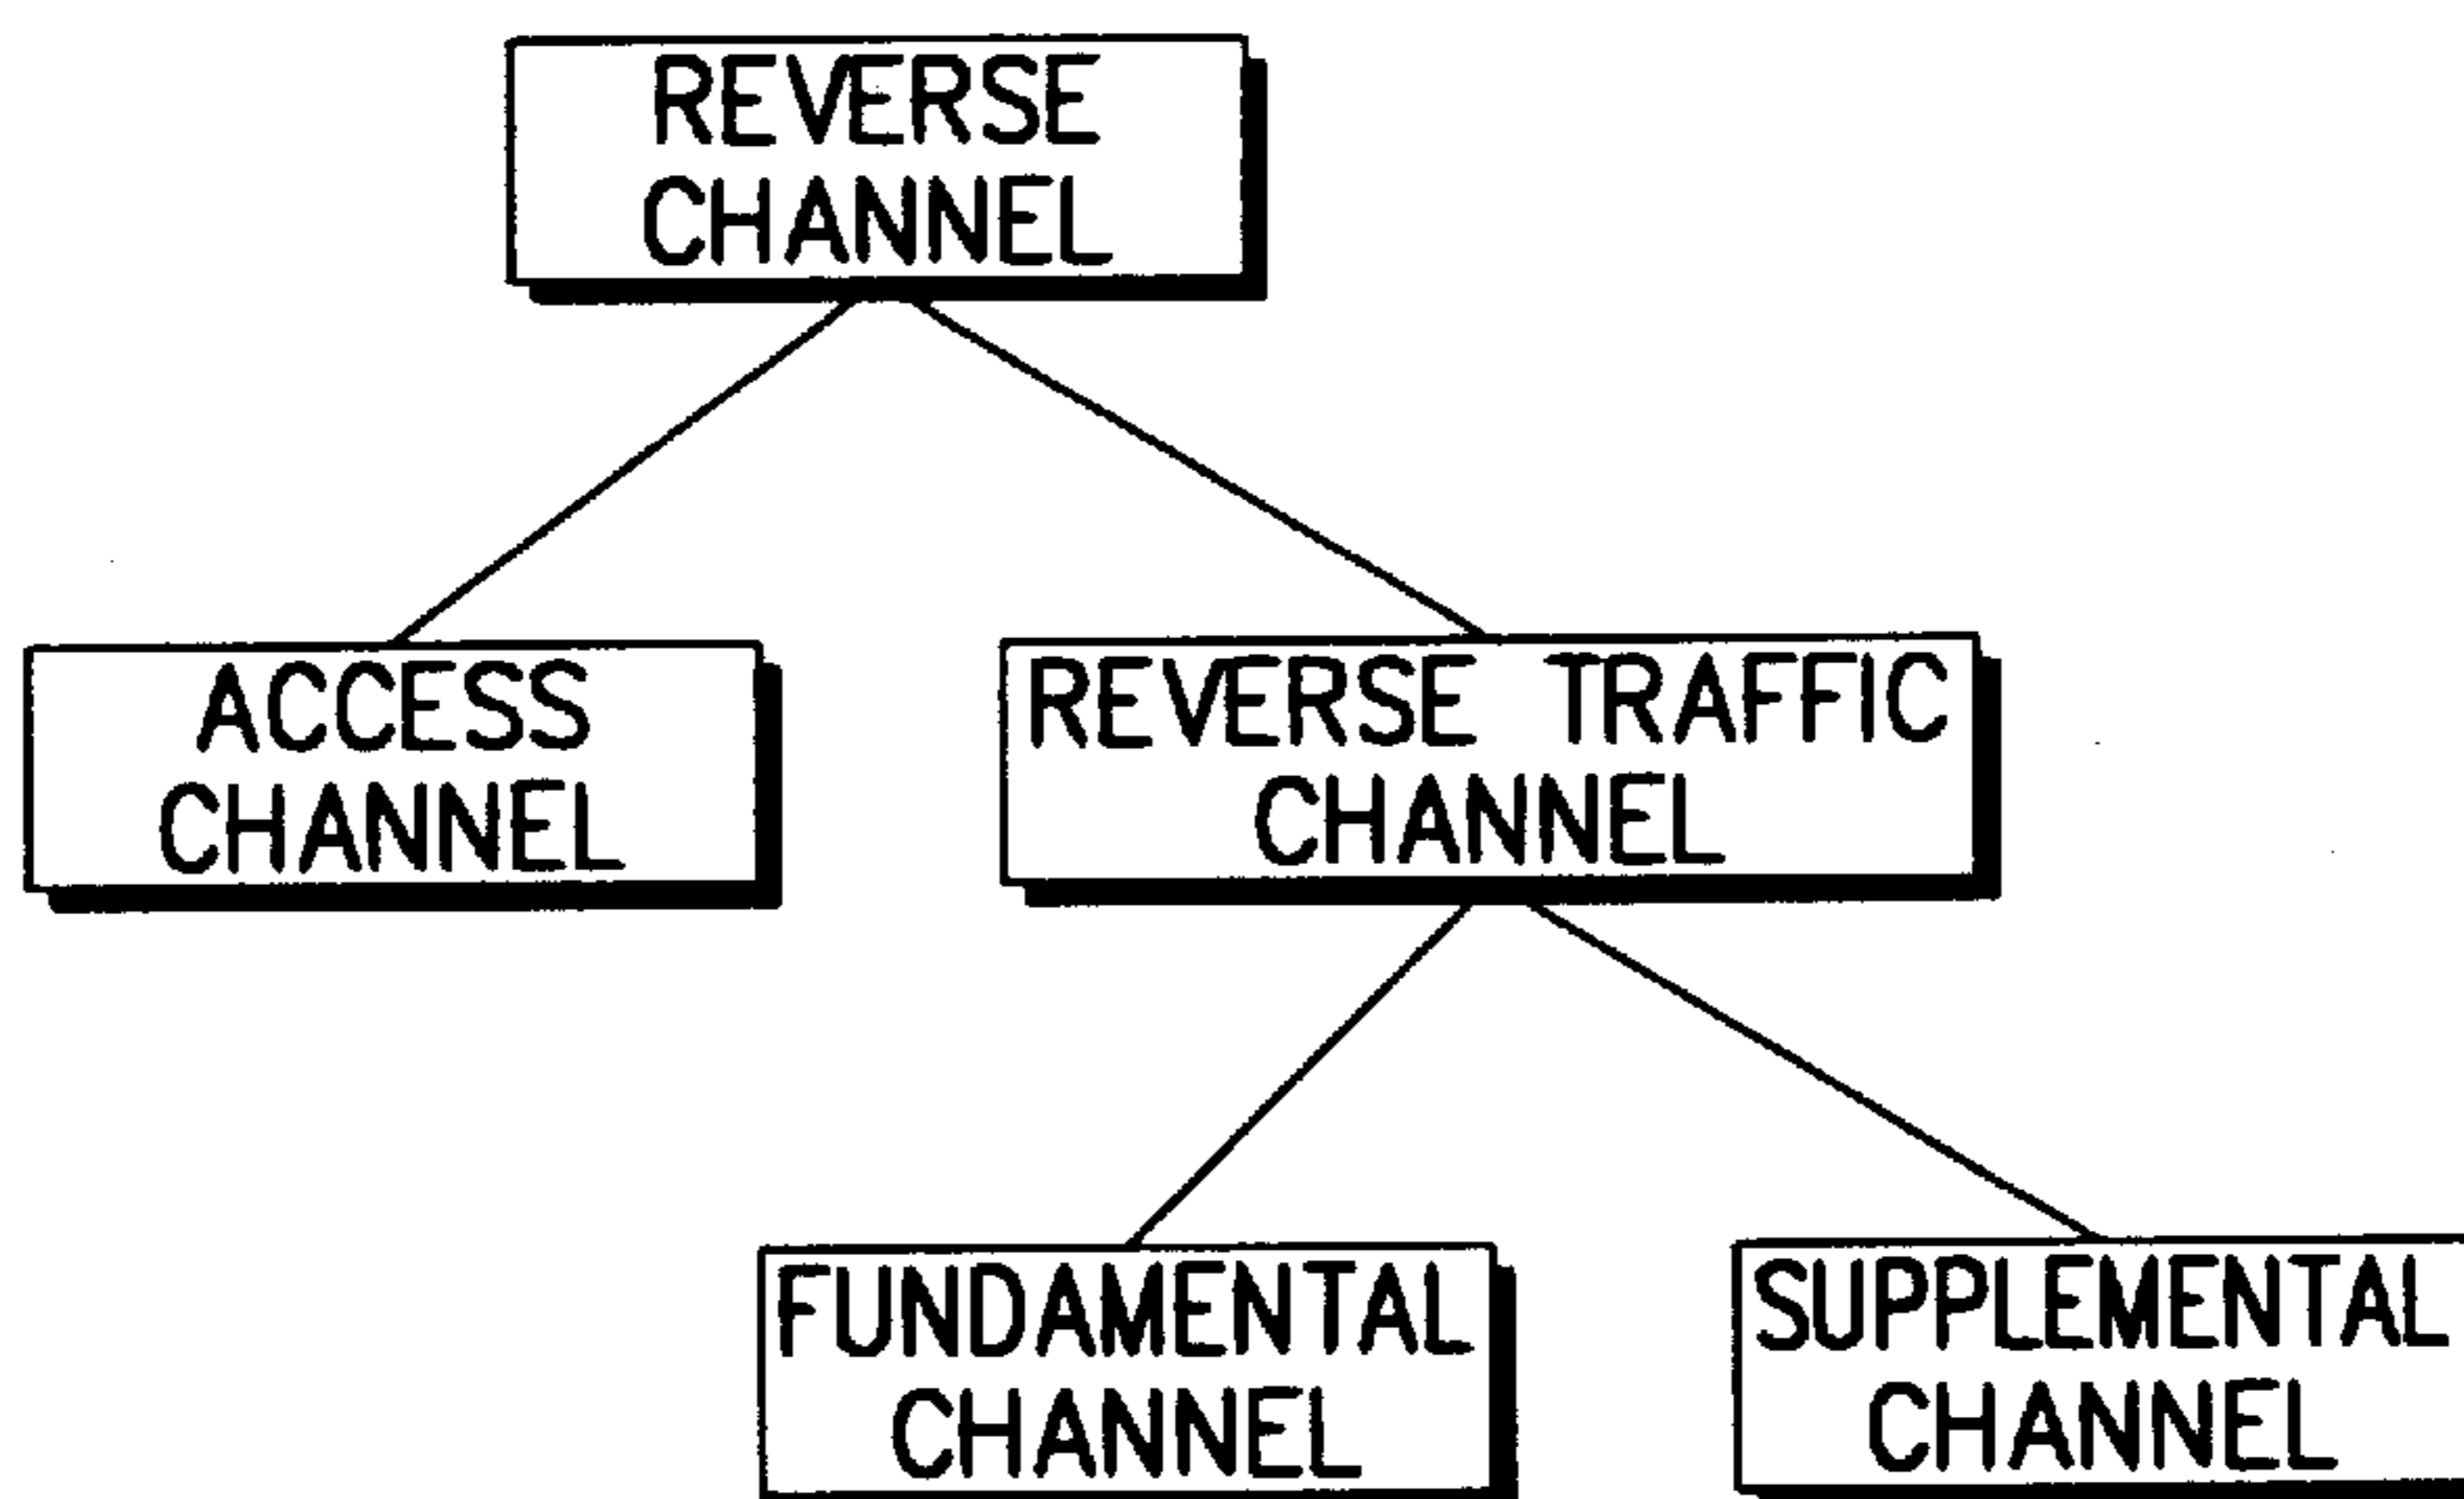 REVERSE
CHANNEL
ACCESS
CHANNEL
REVERSE TRAFFIC
CHANNEL
FUNDAMENTAL
CHANNEL
SUPPLEMENTAL
CHANNEL